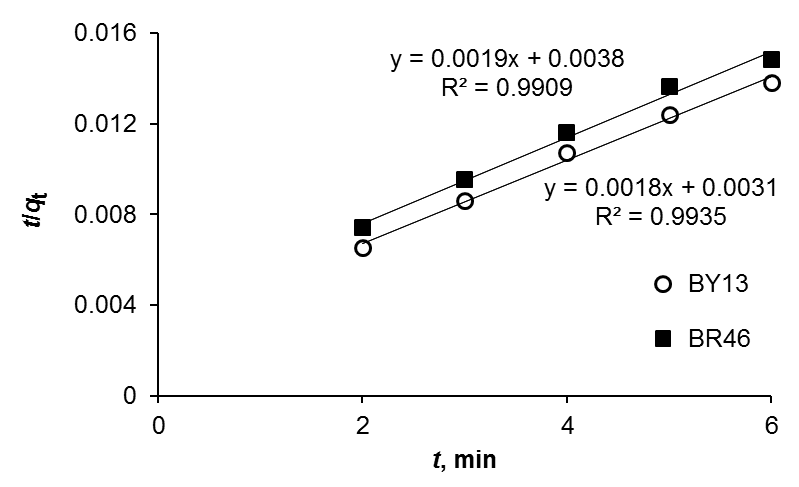 0.016
y = 0.0019x + 0.0038
R² = 0.9909
0.012
y = 0.0018x + 0.0031
R² = 0.9935
0.008
t/qt
BY13
0.004
BR46
0
0 2 4 6
t, min